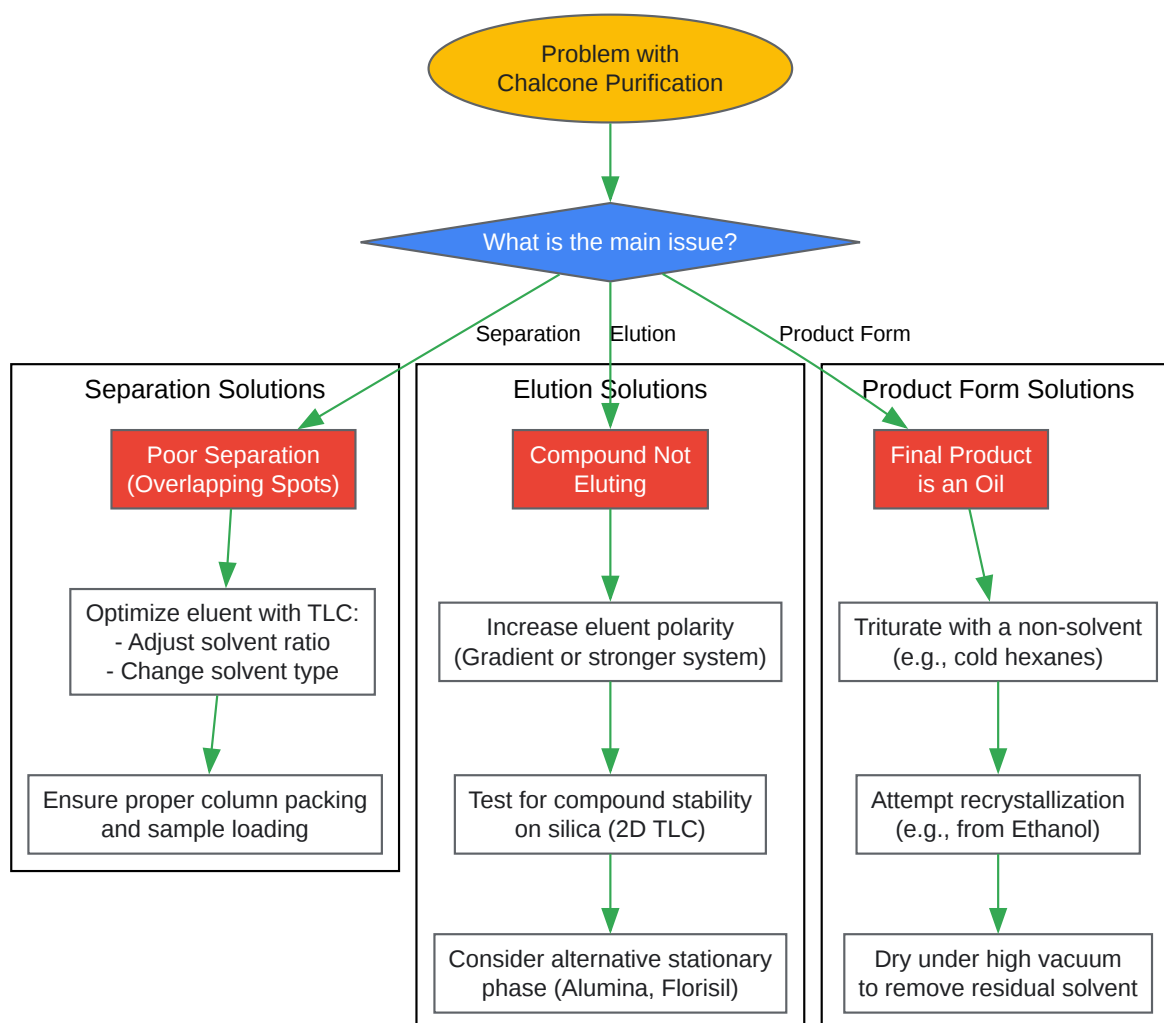 Problem with
Chalcone Purification
What is the main issue?
Separation
Elution
Product Form
Separation Solutions
Poor Separation
(Overlapping Spots)
Optimize eluent with TLC:
- Adjust solvent ratio
- Change solvent type
Ensure proper column packing
and sample loading
Elution Solutions
Compound Not
Eluting
Increase eluent polarity
(Gradient or stronger system)
Test for compound stability
on silica (2D TLC)
Consider alternative stationary
phase (Alumina, Florisil)
Product Form Solutions
Final Product
is an Oil
Triturate with a non-solvent
(e.g., cold hexanes)
Attempt recrystallization
(e.g., from Ethanol)
Dry under high vacuum
to remove residual solvent